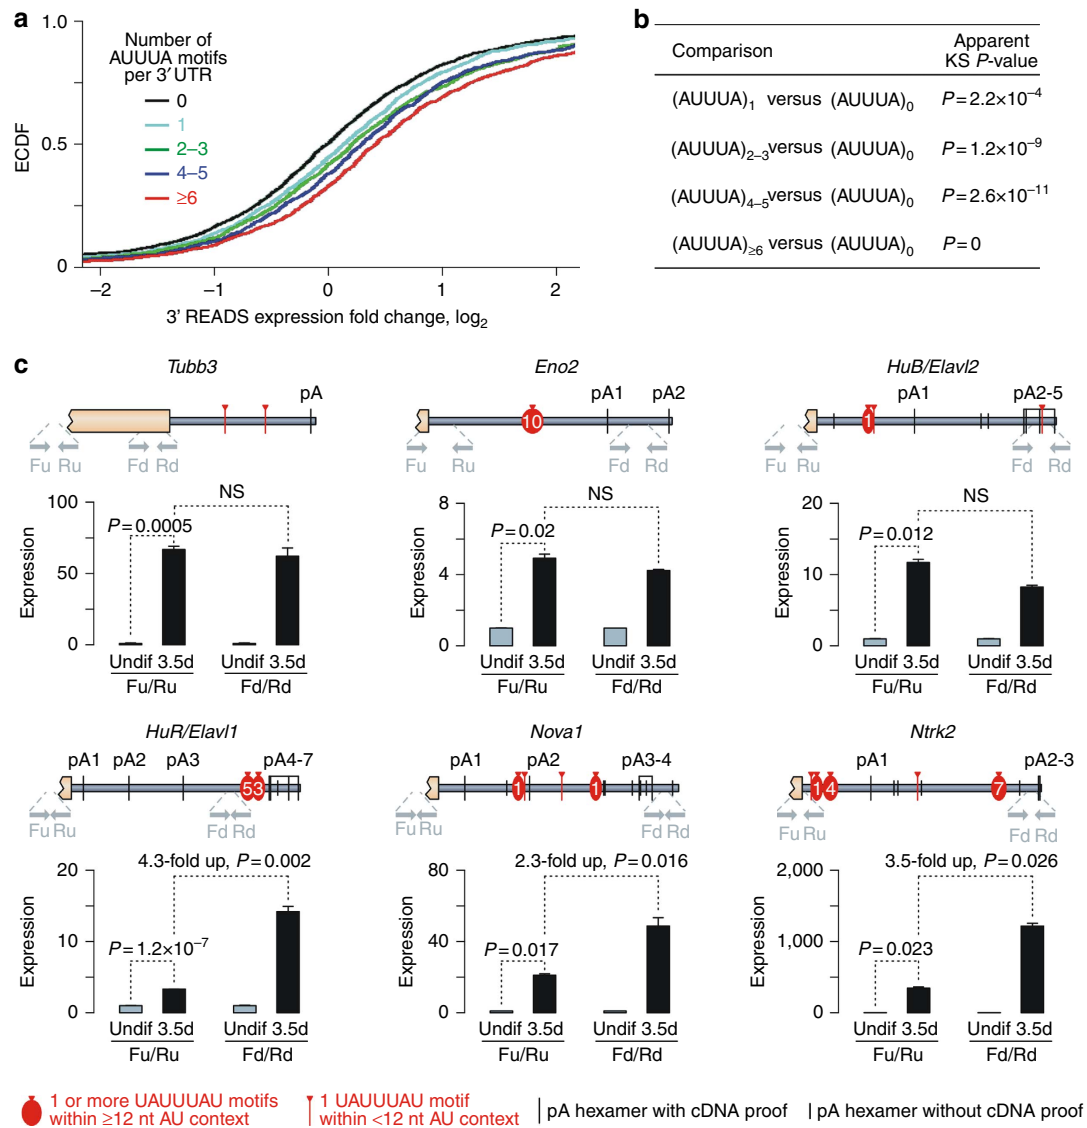 a
Number of
AUUUA motifs
per 3′ UTR
0
1
2–3
4–5
≥6
1.0
0.5
0
ECDF
−2 −1 0 1 2
3’ READS expression fold change, log2
b
Comparison Apparent
KS P-value
(AUUUA)1 versus (AUUUA)0 P=2.2×10−4
(AUUUA)2–3 versus (AUUUA)0 P=1.2×10−9
(AUUUA)4–5 versus (AUUUA)0 P=2.6×10−11
(AUUUA)≥6 versus (AUUUA)0 P=0
c
Tubb3
pA
Fu Ru Fd Rd
NS
P=0.0005
100
50
0
Expression
Undif 3.5d Undif 3.5d
Fu/Ru Fd/Rd
Eno2
pA1 pA2
10
Fu Ru Fd Rd
NS
P=0.02
8
4
0
Expression
Undif 3.5d Undif 3.5d
Fu/Ru Fd/Rd
HuB/Elavl2
pA1 pA2-5
1
Fu Ru Fd Rd
NS
P=0.012
20
10
0
Expression
Undif 3.5d Undif 3.5d
Fu/Ru Fd/Rd
HuR/Elavl1
pA1 pA2 pA3 pA4-7
5 3
Fu Ru Fd Rd
4.3-fold up, P=0.002
P=1.2×10−7
20
10
0
Expression
Undif 3.5d Undif 3.5d
Fu/Ru Fd/Rd
Nova1
pA1 pA2 pA3-4
1 1
Fu Ru Fd Rd
2.3-fold up, P=0.016
P=0.017
80
40
0
Expression
Undif 3.5d Undif 3.5d
Fu/Ru Fd/Rd
Ntrk2
pA1 pA2-3
1 4 7
Fu Ru Fd Rd
3.5-fold up, P=0.026
P=0.023
2,000
1,000
0
Expression
Undif 3.5d Undif 3.5d
Fu/Ru Fd/Rd
1 or more UAUUUAU motifs
within ≥12 nt AU context
1 UAUUUAU motif
within <12 nt AU context
pA hexamer with cDNA proof
pA hexamer without cDNA proof